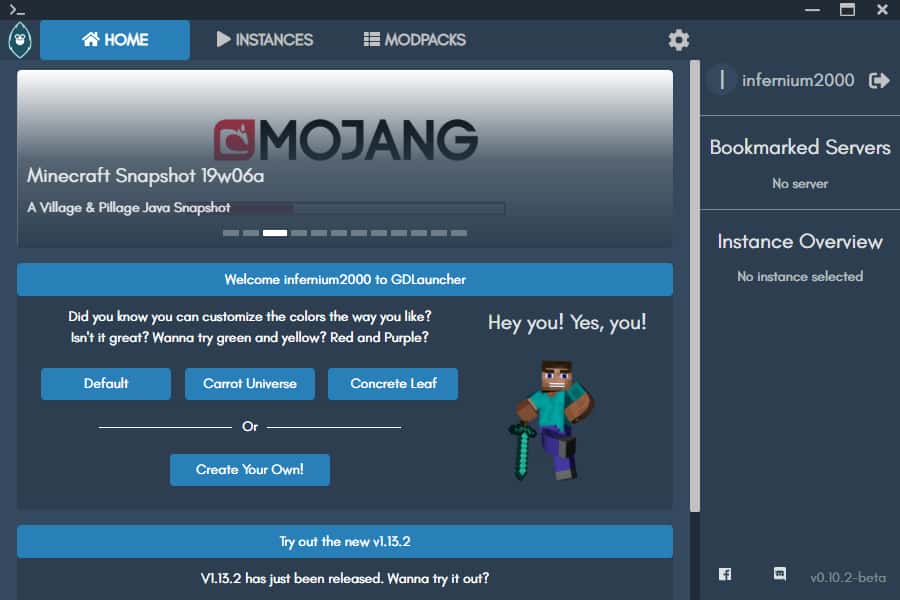 HOME
INSTANCES
MODPACKS
infernium2000
MOJANG
Minecraft Snapshot 19w06a
A Village & Pillage Java Snapshot
Bookmarked Servers
No server
Instance Overview
No instance selected
Welcome infernium2000 to GDLauncher
Did you know you can customize the colors the way you like?
Isn't it great? Wanna try green and yellow? Red and Purple?
Hey you! Yes, you!
Default
Carrot Universe
Concrete Leaf
Or
Create Your Own!
Try out the new v1.13.2
V1.13.2 has just been released. Wanna try it out?
v0.10.2-beta